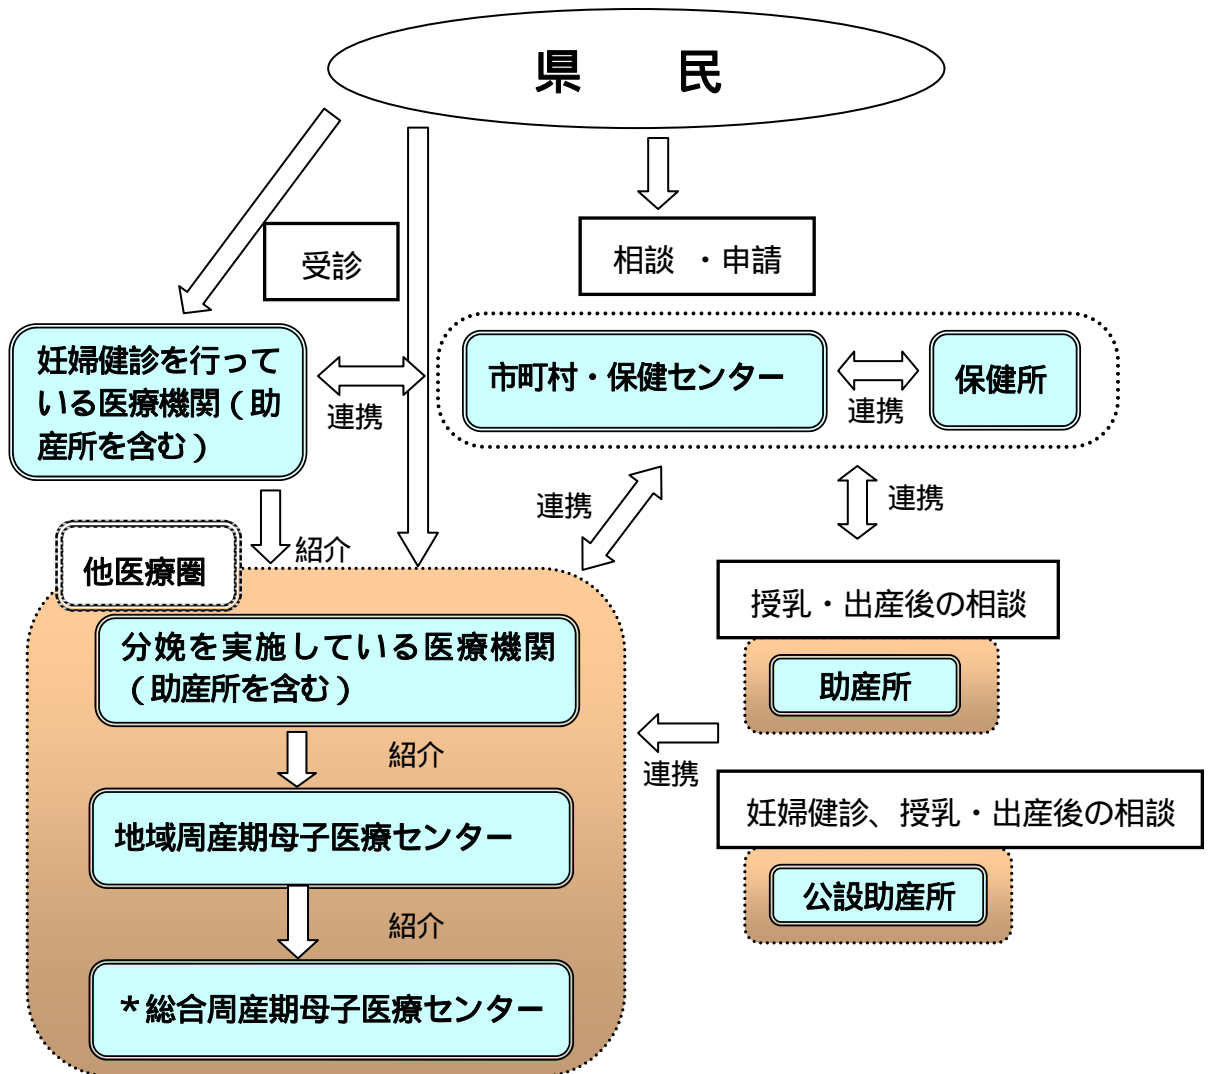 県　民
受診
相談 ・申請
妊婦健診を行って
いる医療機関（助
産所を含む）
連携
市町村・保健センター
連携
保健所
連携
連携
紹介
他医療圏
分娩を実施している医療機関
（助産所を含む）
授乳・出産後の相談
助産所
紹介
連携
地域周産期母子医療センター
妊婦健診、授乳・出産後の相談
公設助産所
紹介
＊総合周産期母子医療センター